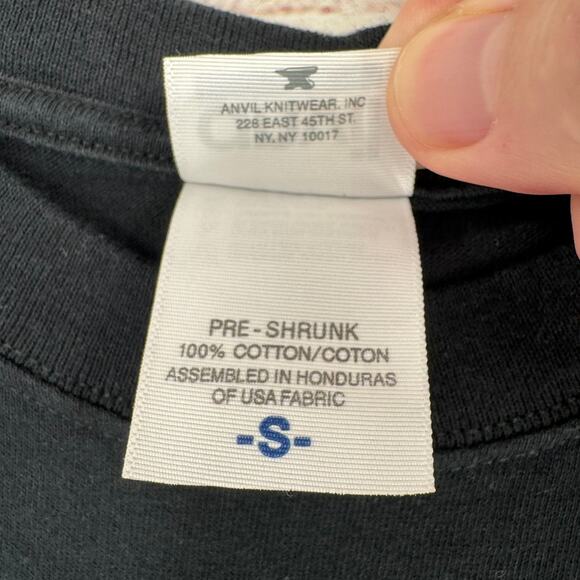 ANVIL KNITWEAR, INC
228 EAST 45TH ST.
NY. NY 10017
PRE-SHRUNK
100% COTTON/COTON
ASSEMBLED IN HONDURAS
OF USA FABRIC
-S-